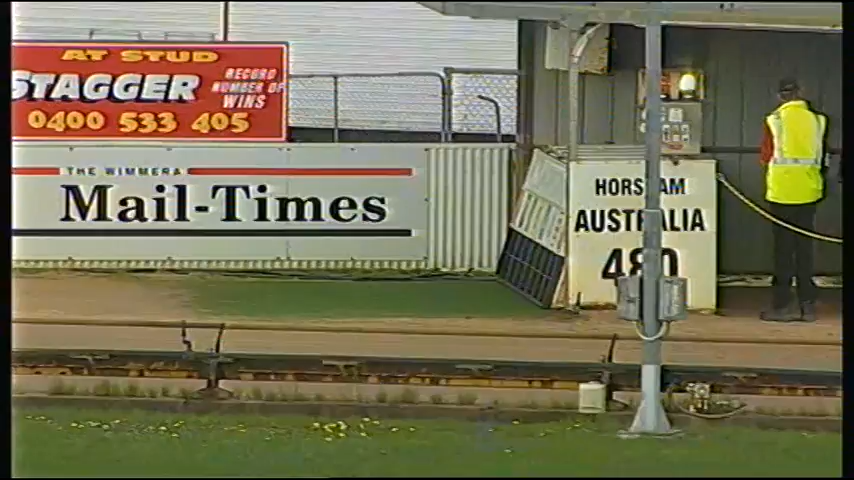 AT STUD
STAGGER
RECORD
NUMBER OF
WINS
0400 533 405
THE WIMMERA
Mail-Times
HORSHAM
AUSTRALIA
480